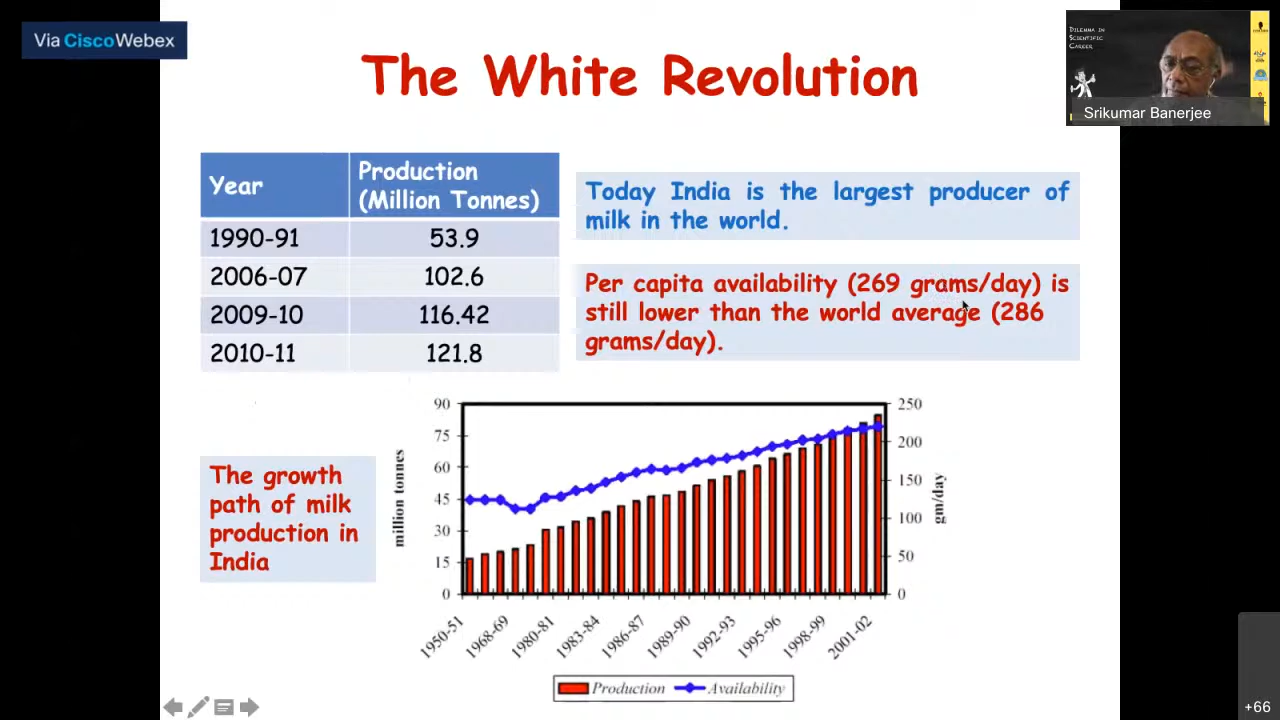 Via CiscoWebex
The White Revolution
DILEMMA IN
SCIENTIFIC
CAREER
Srikumar Banerjee
Year
Production
(Million Tonnes)
1990-91 53.9
2006-07 102.6
2009-10 116.42
2010-11 121.8
Today India is the largest producer of
milk in the world.
Per capita availability (269 grams/day) is
still lower than the world average (286
grams/day).
The growth
path of milk
production in
India
million tonnes
90
75
60
45
30
15
0
250
200
150
100
50
0
gm/day
1950-51
1968-69
1980-81
1983-84
1986-87
1989-90
1992-93
1995-96
1998-99
2001-02
Production Availability
+66